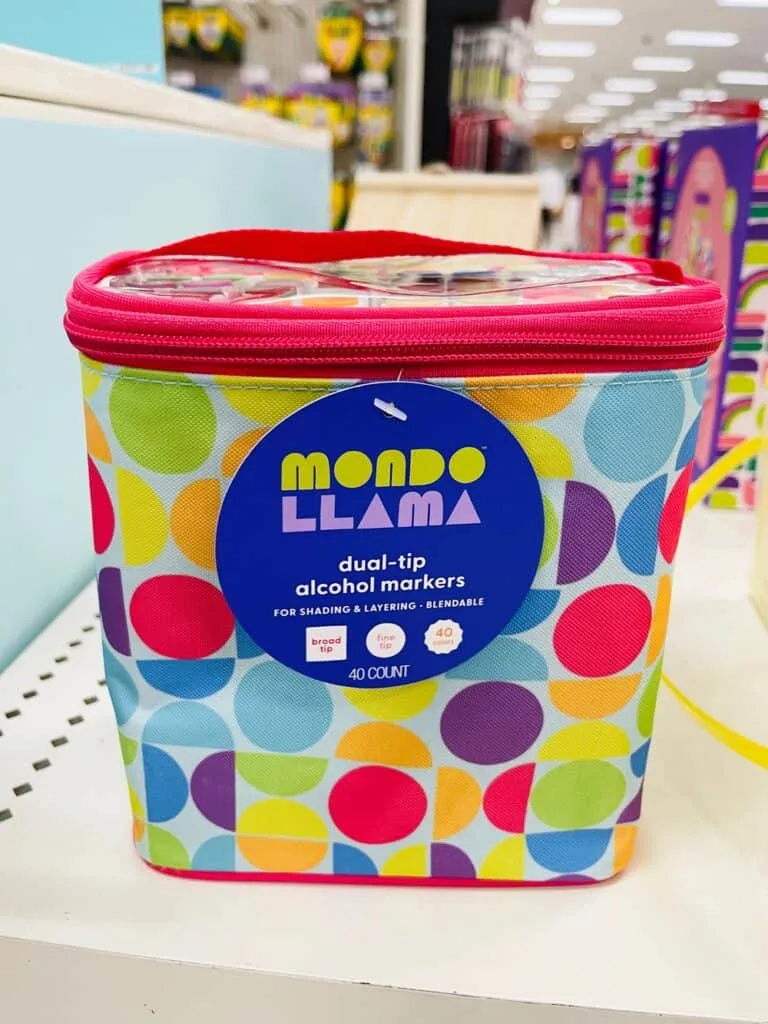 MONDO™
LLAMA
dual-tip
alcohol markers
FOR SHADING & LAYERING • BLENDABLE
broad
tip
fine
tip
40
colors
40 COUNT